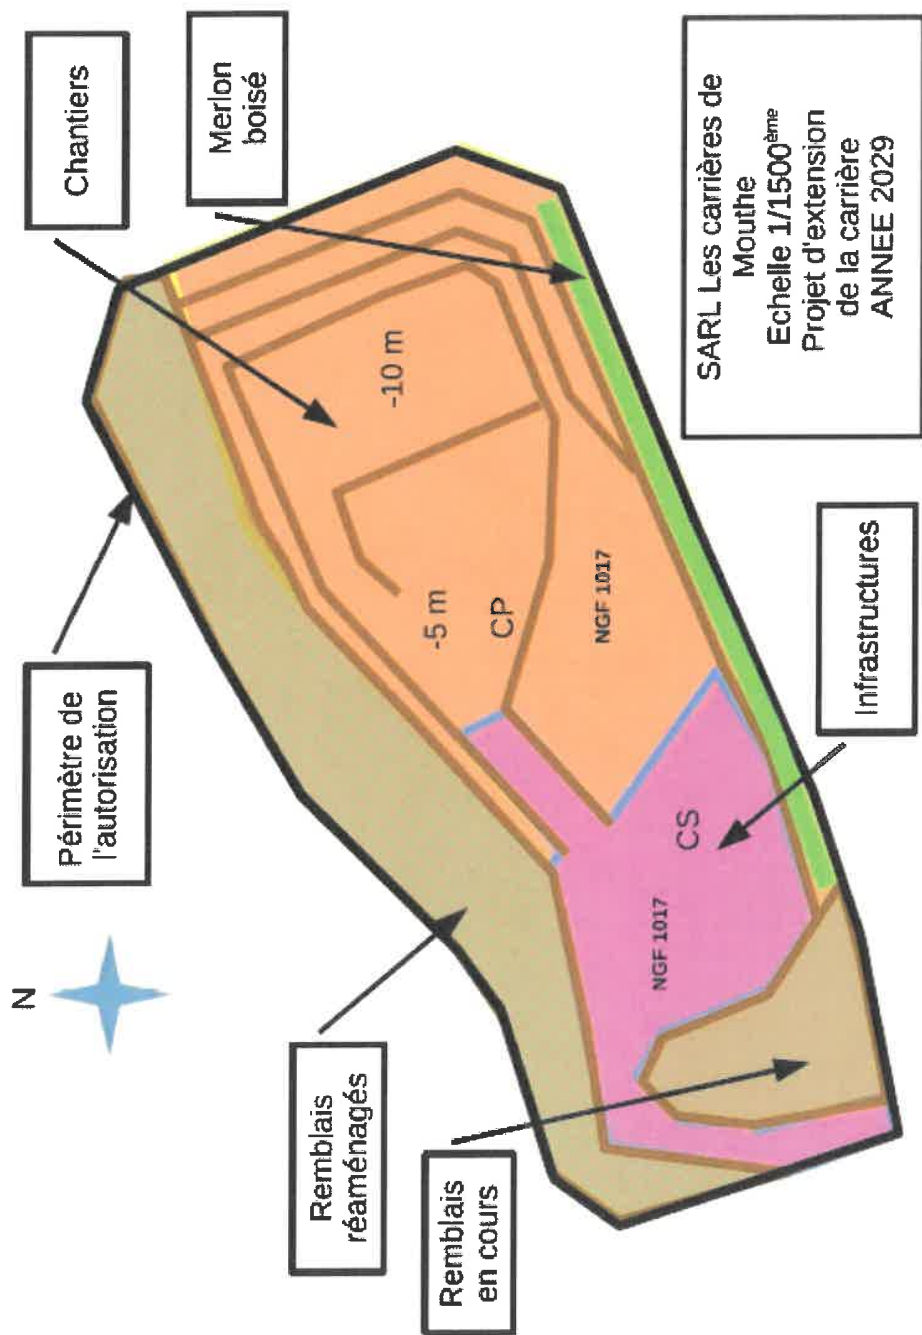 N
Périmètre de
l'autorisation
Chantiers
Merlon
boisé
Remblais
réaménagés
-10 m
-5 m
Remblais
en cours
CP
NGF 1017
NGF 1017
CS
Infrastructures
SARL Les carrières de
Mouthe
Echelle 1/1500ème
Projet d'extension
de la carrière
ANNEE 2029